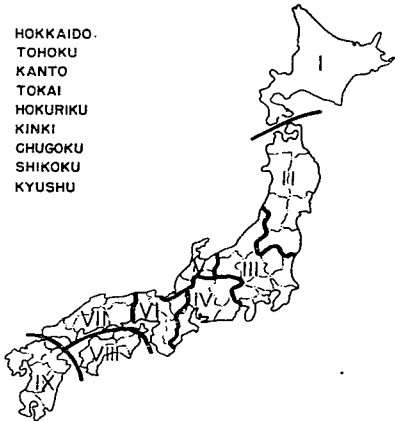 HOKKAIDO
TOHOKU
KANTO
TOKAI
HOKURIKU
KINKI
CHUGOKU
SHIKOKU
KYUSHU
I
II
III
V
IV
VI
VII
VIII
IX